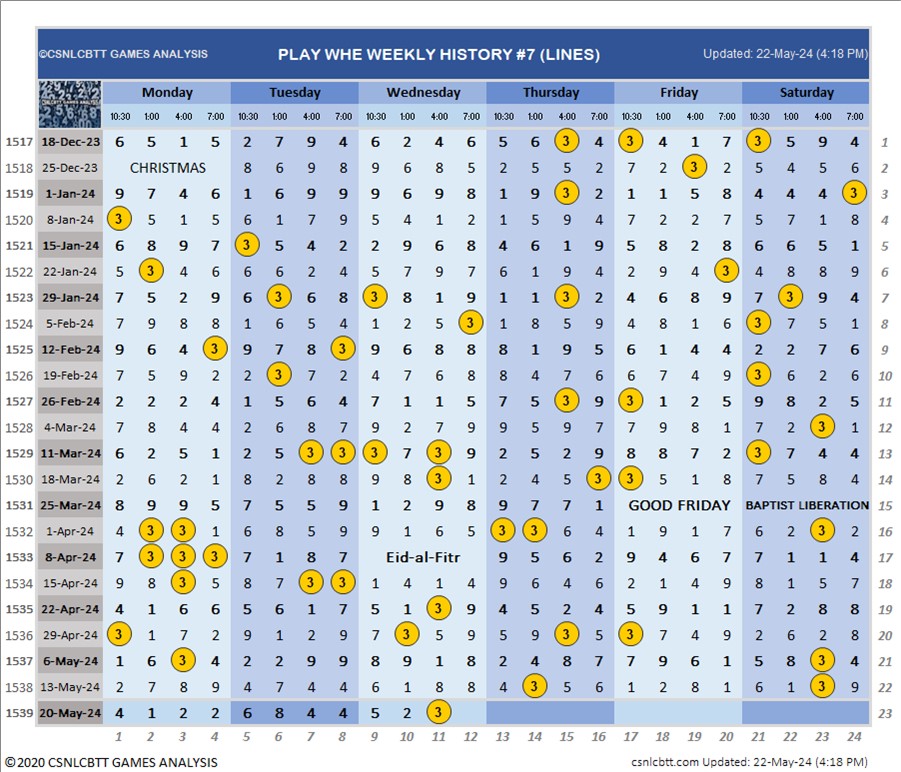 ©CSNLCBTT GAMES ANALYSIS PLAY WHE WEEKLY HISTORY #7 (LINES) Updated: 22-May-24 (4:18 PM)
Monday Tuesday Wednesday Thursday Friday Saturday
10:30 1:00 4:00 7:00 10:30 1:00 4:00 7:00 10:30 1:00 4:00 7:00 10:30 1:00 4:00 7:00 10:30 1:00 4:00 7:00 10:30 1:00 4:00 7:00
1517 18-Dec-23 6 5 1 5 2 7 9 4 6 2 4 6 5 6 3 4 3 4 1 7 3 5 9 4 1
1518 25-Dec-23 CHRISTMAS 8 6 9 8 9 6 8 5 2 5 5 2 7 2 3 2 5 4 5 6 2
1519 1-Jan-24 9 7 4 6 1 6 9 9 9 6 9 8 1 9 3 2 1 1 5 8 4 4 4 3 3
1520 8-Jan-24 3 5 1 5 6 1 7 9 5 4 1 2 1 5 9 4 7 2 2 7 5 7 1 8 4
1521 15-Jan-24 6 8 9 7 3 5 4 2 2 9 6 8 4 6 1 9 5 8 2 8 6 6 5 1 5
1522 22-Jan-24 5 3 4 6 6 6 2 4 5 7 9 7 6 1 9 4 2 9 4 3 4 8 8 9 6
1523 29-Jan-24 7 5 2 9 6 3 6 8 3 8 1 9 1 1 3 2 4 6 8 9 7 3 9 4 7
1524 5-Feb-24 7 9 8 8 1 6 5 4 1 2 5 3 1 8 5 9 4 8 1 6 3 7 5 1 8
1525 12-Feb-24 9 6 4 3 9 7 8 3 9 6 8 8 8 1 9 5 6 1 4 4 2 2 7 6 9
1526 19-Feb-24 7 5 9 2 2 3 7 2 4 7 6 8 8 4 7 6 6 7 4 9 3 6 2 6 10
1527 26-Feb-24 2 2 2 4 1 5 6 4 7 1 1 5 7 5 3 9 3 1 2 5 9 8 2 5 11
1528 4-Mar-24 7 8 4 4 2 6 8 7 9 2 7 9 9 5 9 7 7 9 8 1 7 2 3 1 12
1529 11-Mar-24 6 2 5 1 2 5 3 3 3 7 3 9 2 5 2 9 8 8 7 2 3 7 4 4 13
1530 18-Mar-24 2 6 2 1 8 2 8 8 9 8 3 1 2 4 5 3 3 5 1 8 7 5 8 4 14
1531 25-Mar-24 8 9 9 5 7 5 5 9 1 2 9 8 9 7 7 1 GOOD FRIDAY BAPTIST LIBERATION 15
1532 1-Apr-24 4 3 3 1 6 8 5 9 9 1 6 5 3 3 6 4 1 9 1 7 6 2 3 2 16
1533 8-Apr-24 7 3 3 3 7 1 8 7 Eid-al-Fitr 9 5 6 2 9 4 6 7 7 1 1 4 17
1534 15-Apr-24 9 8 3 5 8 7 3 3 1 4 1 4 9 6 4 6 2 1 4 9 8 1 5 7 18
1535 22-Apr-24 4 1 6 6 5 6 1 7 5 1 3 9 4 5 2 4 5 9 1 1 7 2 8 8 19
1536 29-Apr-24 3 1 7 2 9 1 2 9 7 3 5 9 5 9 3 5 3 7 4 9 2 6 2 8 20
1537 6-May-24 1 6 3 4 2 2 9 9 8 9 1 8 2 4 8 7 7 9 6 1 5 8 3 4 21
1538 13-May-24 2 7 8 9 4 7 4 4 6 1 8 8 4 3 5 6 1 2 8 1 6 1 3 9 22
1539 20-May-24 4 1 2 2 6 8 4 4 5 2 3 23
1 2 3 4 5 6 7 8 9 10 11 12 13 14 15 16 17 18 19 20 21 22 23 24
©2020 CSNLCBTT GAMES ANALYSIS csnlcbtt.com Updated: 22-May-24 (4:18 PM)